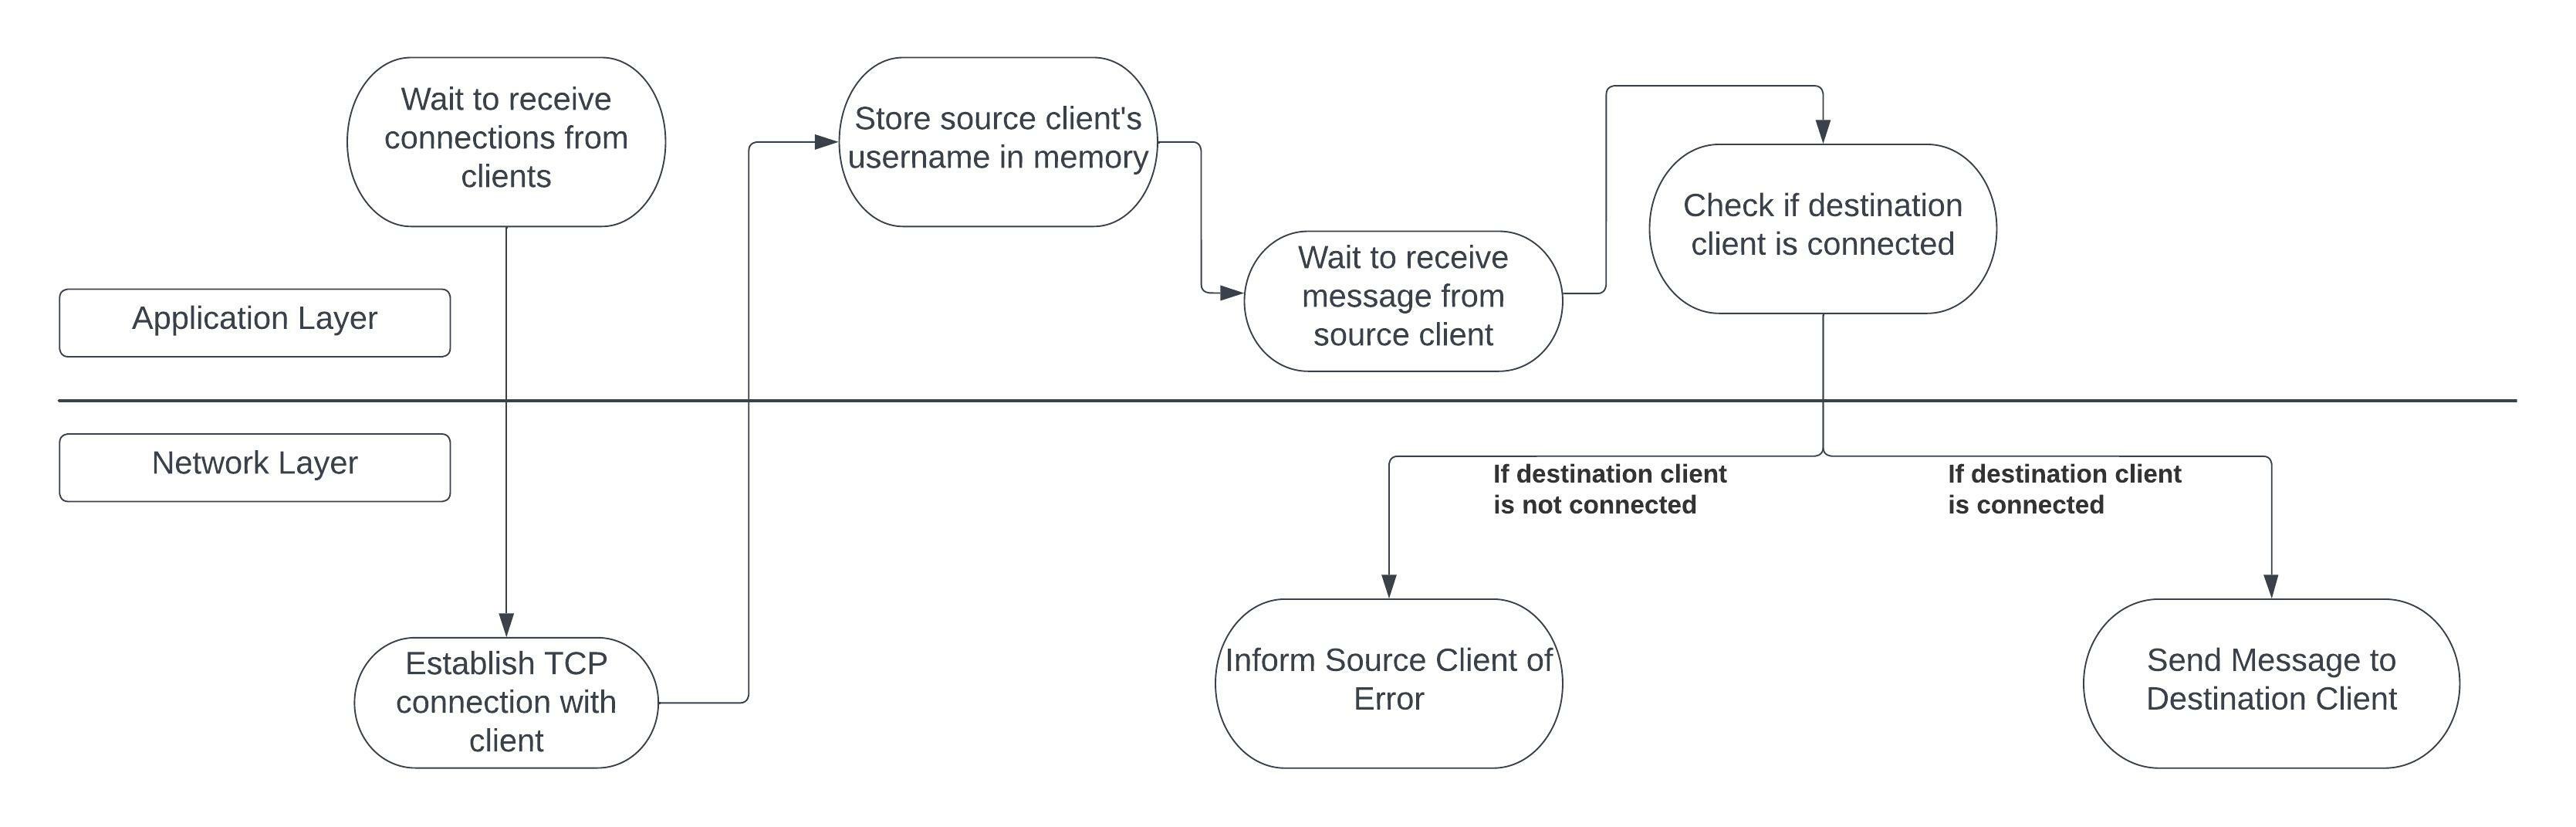 Wait to receive
connections from
clients
Store source client's
username in memory
Check if destination
client is connected
Wait to receive
message from
source client
Application Layer
Network Layer
If destination client
is not connected
If destination client
is connected
Establish TCP
connection with
client
Inform Source Client of
Error
Send Message to
Destination Client